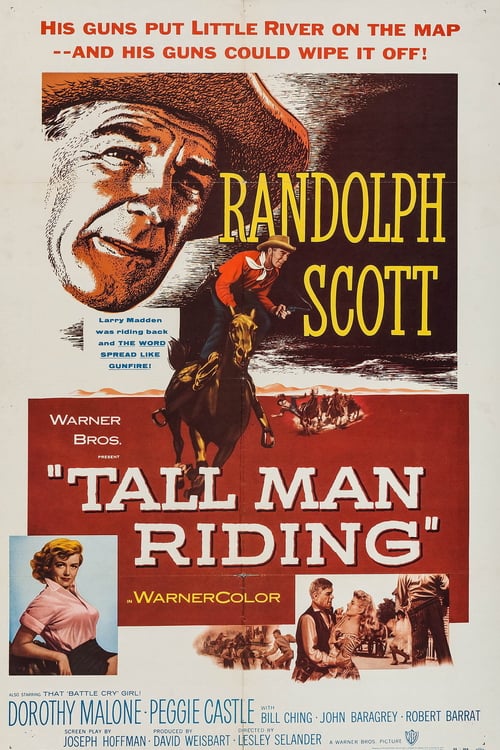 HIS GUNS PUT LITTLE RIVER ON THE MAP
--AND HIS GUNS COULD WIPE IT OFF!
RANDOLPH
SCOTT
Larry Madden
was riding back
and THE WORD
SPREAD LIKE
GUNFIRE!
WARNER
BROS.
PRESENT
"TALL MAN
RIDING"
IN WARNERCOLOR
ALSO STARRING THAT 'BATTLE CRY' GIRL!
DOROTHY MALONE · PEGGIE CASTLE WITH BILL CHING · JOHN BARAGREY · ROBERT BARRAT
SCREEN PLAY BY JOSEPH HOFFMAN · PRODUCED BY DAVID WEISBART · DIRECTED BY LESLEY SELANDER
A WARNER BROS. PICTURE
WB